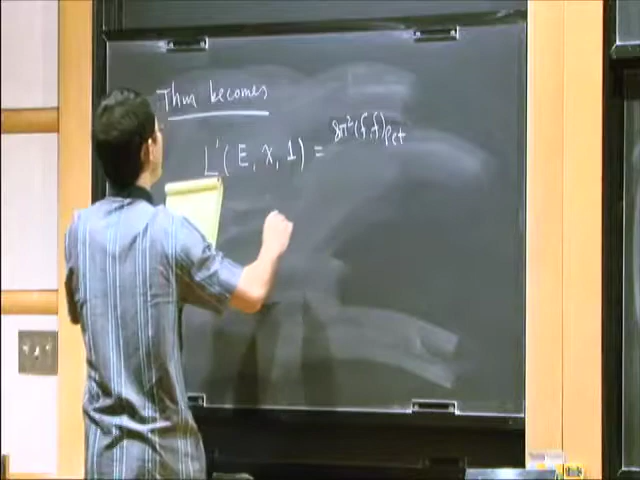 Thm becomes
L'(E, χ, 1) = 8π²(f,f)Pet